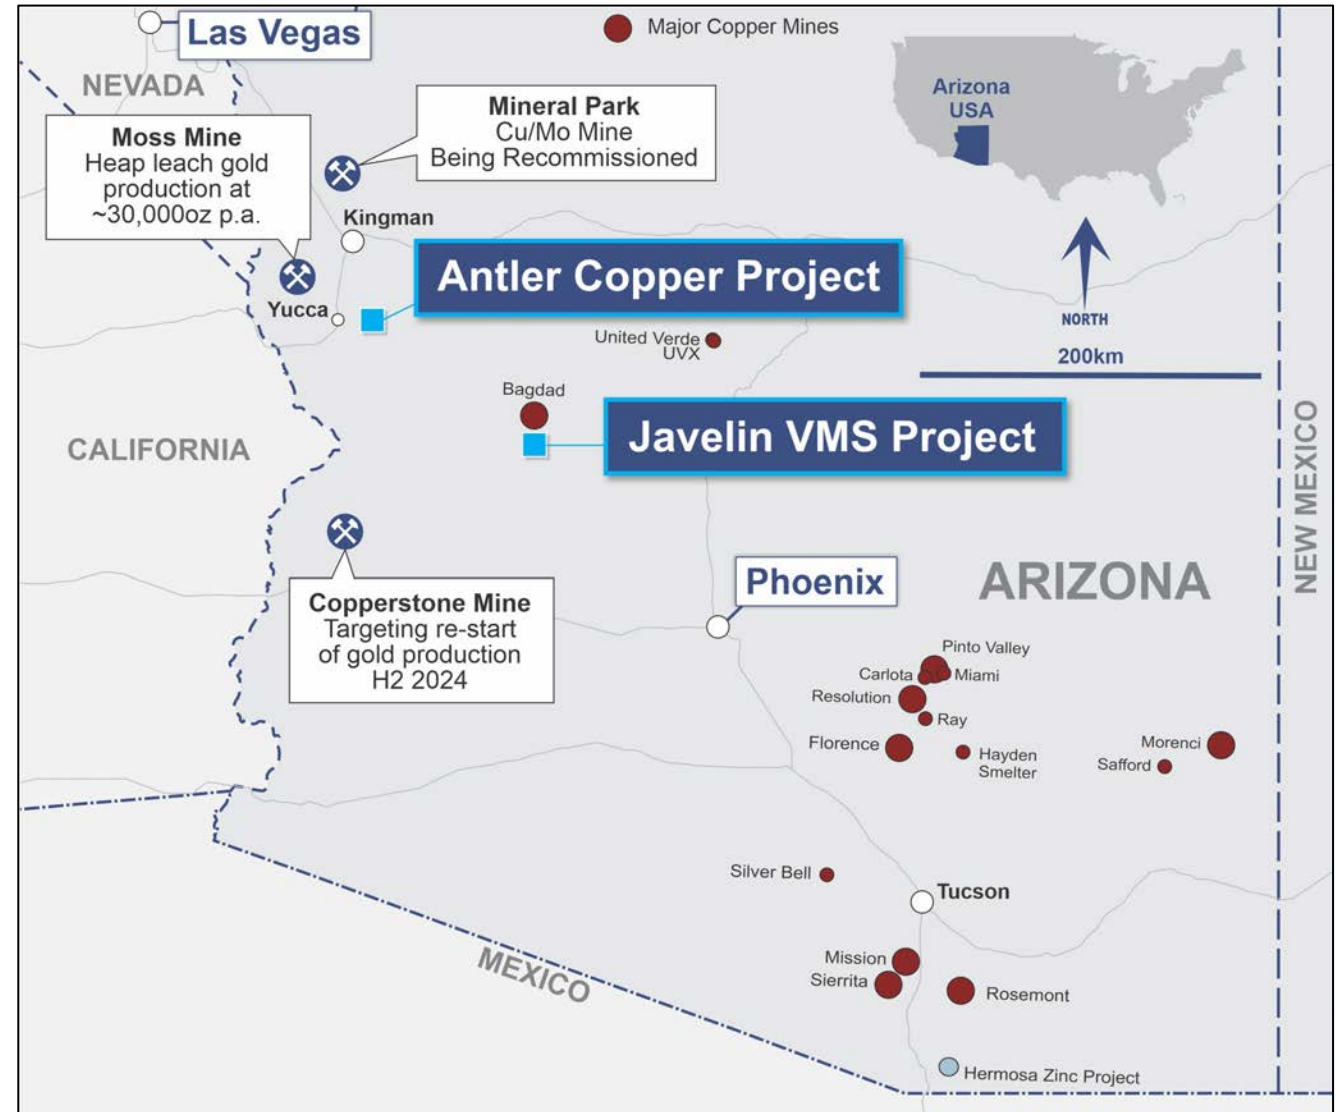 Las Vegas
Major Copper Mines
NEVADA
Arizona
USA
Moss Mine
Heap leach gold
production at
~30,000oz p.a.
Mineral Park
Cu/Mo Mine
Being Recommissioned
Kingman
Antler Copper Project
Yucca
NORTH
200km
United Verde
UVX
Bagdad
Javelin VMS Project
CALIFORNIA
NEW MEXICO
Copperstone Mine
Targeting re-start
of gold production
H2 2024
Phoenix
ARIZONA
Pinto Valley
Carlota
Miami
Resolution
Ray
Florence
Hayden
Smelter
Morenci
Safford
Silver Bell
Tucson
MEXICO
Mission
Sierrita
Rosemont
Hermosa Zinc Project